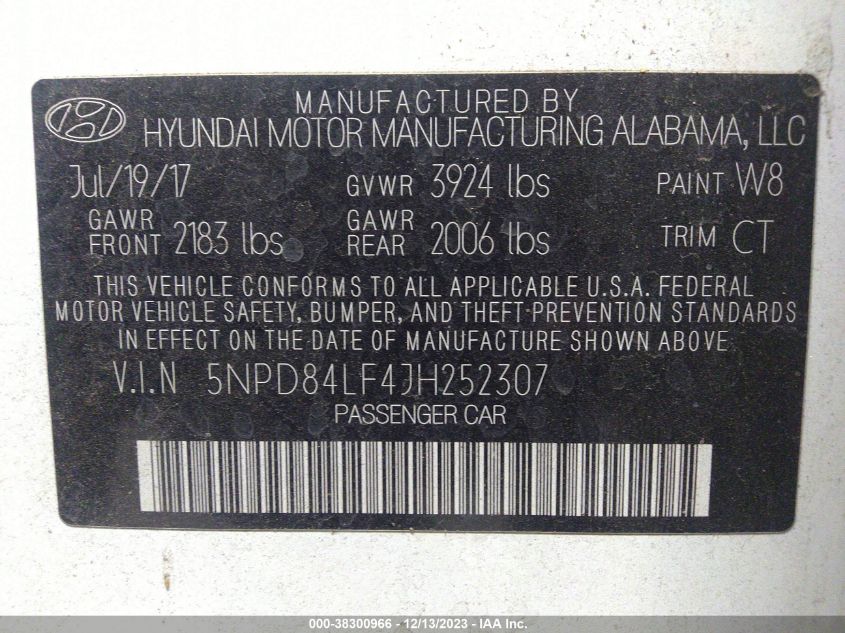 MANUFACTURED BY
HYUNDAI MOTOR MANUFACTURING ALABAMA, LLC
Jul/19/17 GVWR 3924 lbs PAINT W8
GAWR FRONT 2183 lbs GAWR REAR 2006 lbs TRIM CT
THIS VEHICLE CONFORMS TO ALL APPLICABLE U.S.A. FEDERAL
MOTOR VEHICLE SAFETY, BUMPER, AND THEFT-PREVENTION STANDARDS
IN EFFECT ON THE DATE OF MANUFACTURE SHOWN ABOVE.
V.I.N 5NPD84LF4JH252307
PASSENGER CAR
000-38300966 - 12/13/2023 - IAA Inc.